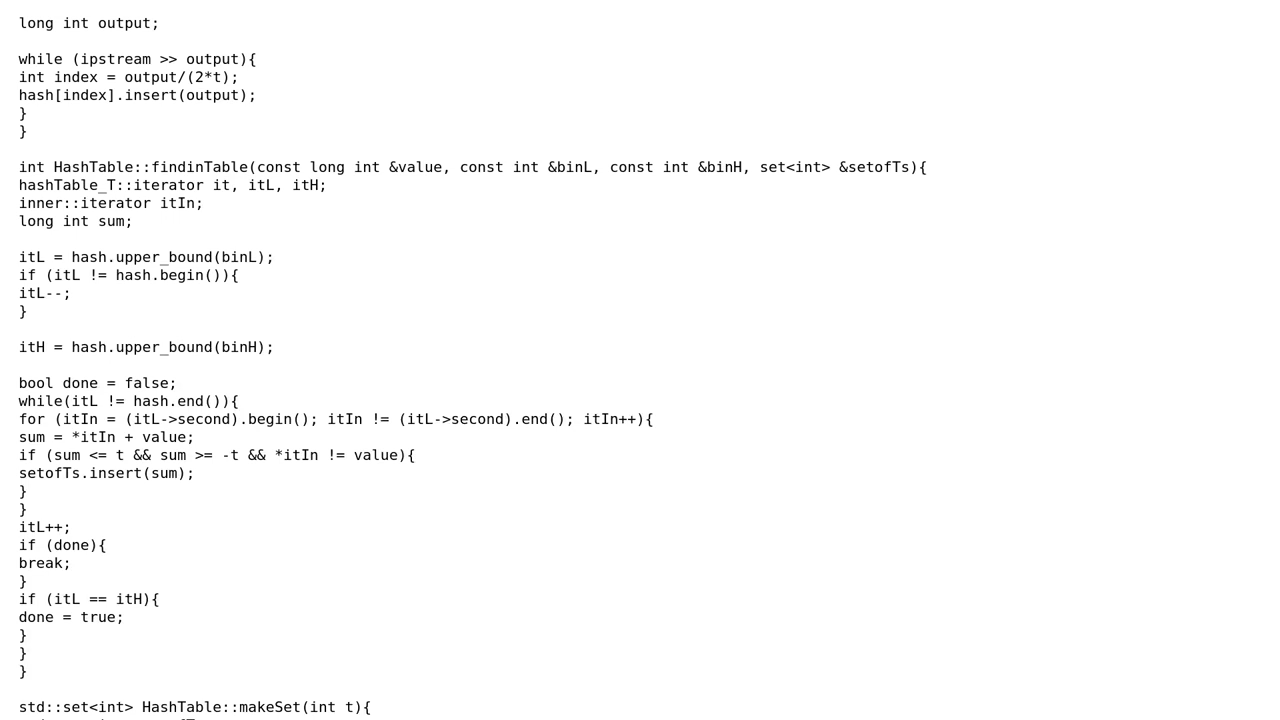 long int output;
while (ipstream >> output){
int index = output/(2*t);
hash[index].insert(output);
}
}
int HashTable::findinTable(const long int &value, const int &binL, const int &binH, set<int> &setofTs){
hashTable_T::iterator it, itL, itH;
inner::iterator itIn;
long int sum;
itL = hash.upper_bound(binL);
if (itL != hash.begin()){
itL--;
}
itH = hash.upper_bound(binH);
bool done = false;
while(itL != hash.end()){
for (itIn = (itL->second).begin(); itIn != (itL->second).end(); itIn++){
sum = *itIn + value;
if (sum <= t && sum >= -t && *itIn != value){
setofTs.insert(sum);
}
}
itL++;
if (done){
break;
}
if (itL == itH){
done = true;
}
}
}
std::set<int> HashTable::makeSet(int t){